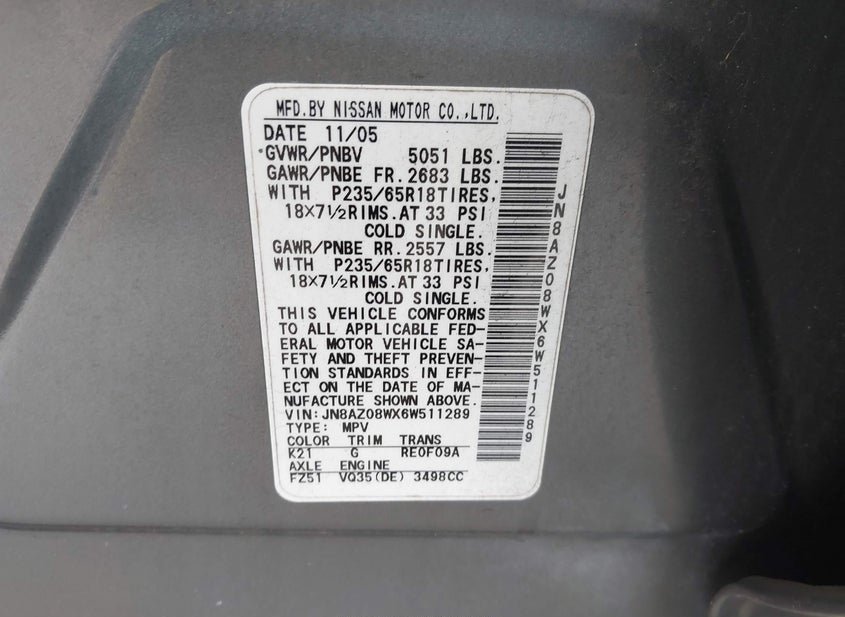 MFD.BY NISSAN MOTOR CO.,LTD.
DATE 11/05
GVWR/PNBV 5051 LBS.
GAWR/PNBE FR.2683 LBS.
WITH P235/65R18TIRES,
18X7½RIMS.AT 33 PSI
COLD SINGLE.
GAWR/PNBE RR.2557 LBS.
WITH P235/65R18TIRES,
18X7½RIMS.AT 33 PSI
COLD SINGLE.
THIS VEHICLE CONFORMS
TO ALL APPLICABLE FED-
ERAL MOTOR VEHICLE SA-
FETY AND THEFT PREVEN-
TION STANDARDS IN EFF-
ECT ON THE DATE OF MA-
NUFACTURE SHOWN ABOVE.
VIN:JN8AZ08WX6W511289
TYPE: MPV
COLOR TRIM TRANS
K21 G RE0F09A
AXLE ENGINE
FZ51 VQ35(DE) 3498CC
JN8AZ08WX6W511289